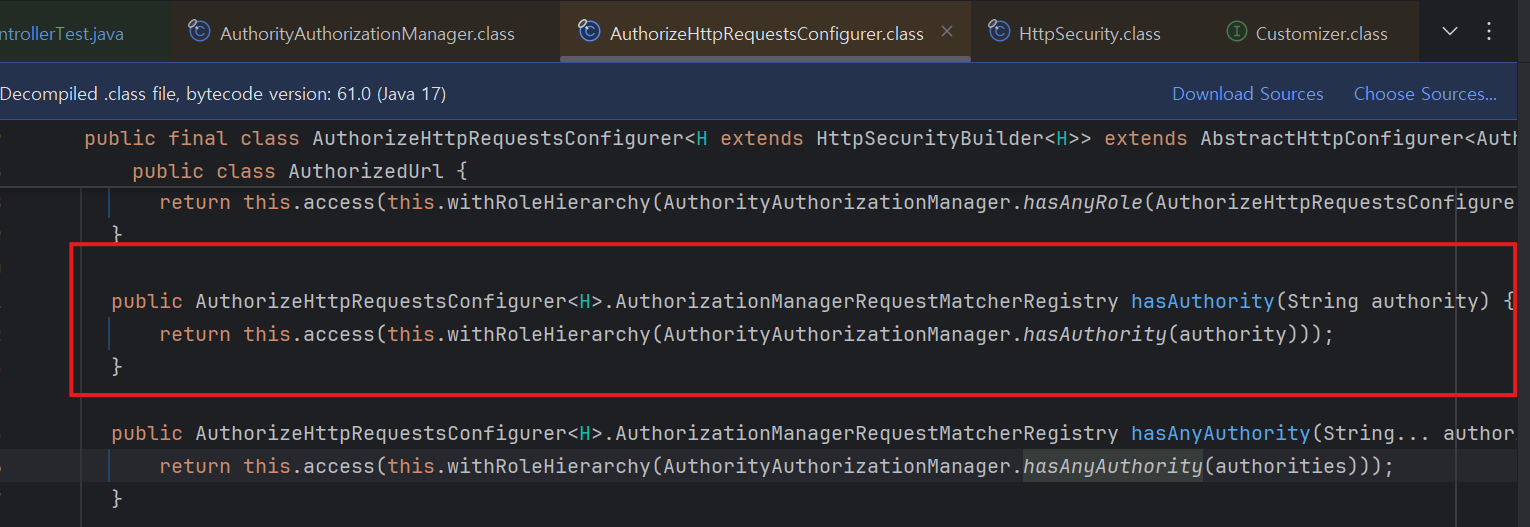 ntrollerTest.java
AuthorityAuthorizationManager.class
AuthorizeHttpRequestsConfigurer.class
HttpSecurity.class
Customizer.class
Decompiled .class file, bytecode version: 61.0 (Java 17)
Download Sources
Choose Sources...
public final class AuthorizeHttpRequestsConfigurer<H extends HttpSecurityBuilder<H>> extends AbstractHttpConfigurer<Auth
public class AuthorizedUrl {
return this.access(this.withRoleHierarchy(AuthorityAuthorizationManager.hasAnyRole(AuthorizeHttpRequestsConfigure
}
public AuthorizeHttpRequestsConfigurer<H>.AuthorizationManagerRequestMatcherRegistry hasAuthority(String authority) {
return this.access(this.withRoleHierarchy(AuthorityAuthorizationManager.hasAuthority(authority)));
}
public AuthorizeHttpRequestsConfigurer<H>.AuthorizationManagerRequestMatcherRegistry hasAnyAuthority(String... author
return this.access(this.withRoleHierarchy(AuthorityAuthorizationManager.hasAnyAuthority(authorities)));
}